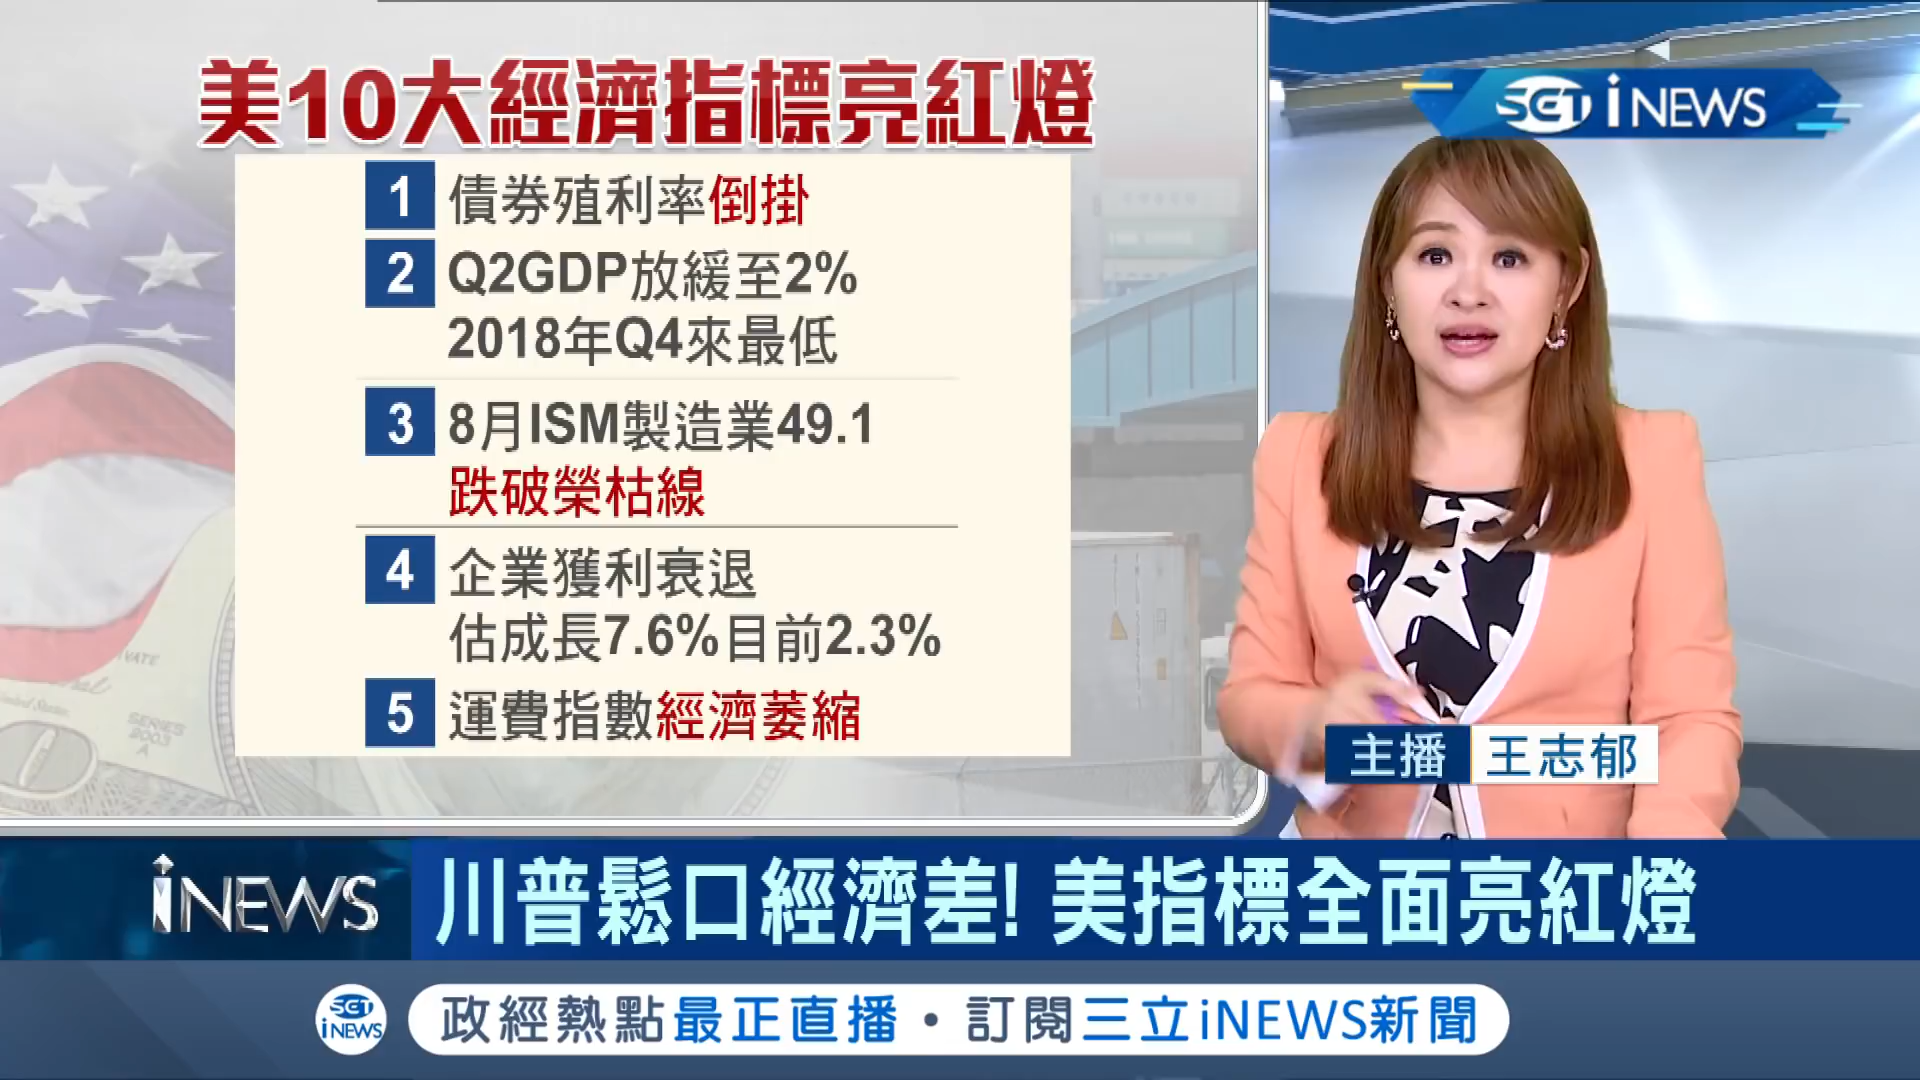 美10大經濟指標亮紅燈
1 債券殖利率倒掛
2 Q2GDP放緩至2%
2018年Q4來最低
3 8月ISM製造業49.1
跌破榮枯線
4 企業獲利衰退
估成長7.6%目前2.3%
5 運費指數經濟萎縮
SERIES
2003
A
SET iNEWS
主播 王志郁
iNEWS
川普鬆口經濟差! 美指標全面亮紅燈
SET iNEWS
政經熱點最正直播・訂閱三立iNEWS新聞